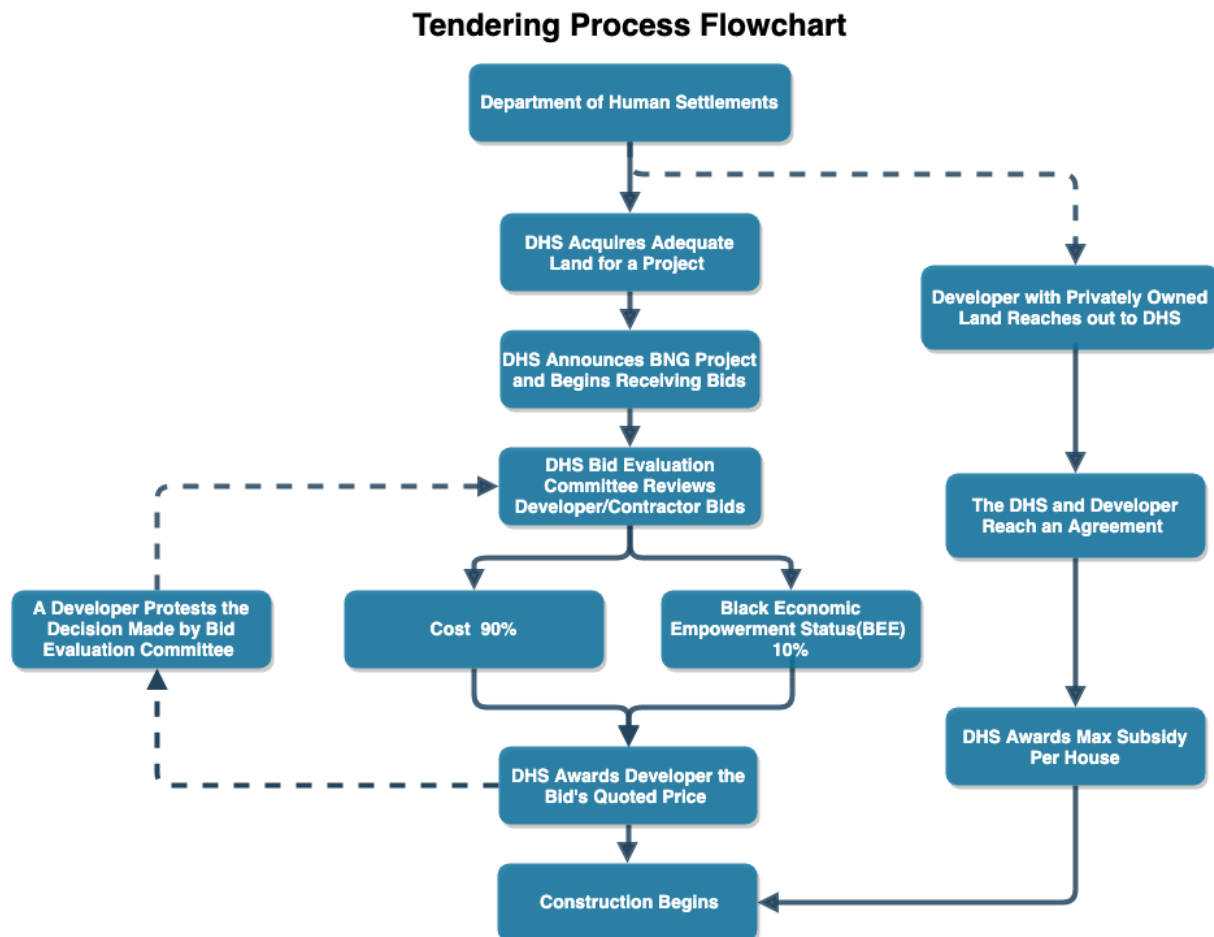 Tendering Process Flowchart
Department of Human Settlements
DHS Acquires Adequate
Land for a Project
Developer with Privately Owned
Land Reaches out to DHS
DHS Announces BNG Project
and Begins Receiving Bids
DHS Bid Evaluation
Committee Reviews
Developer/Contractor Bids
The DHS and Developer
Reach an Agreement
A Developer Protests the
Decision Made by Bid
Evaluation Committee
Cost 90%
Black Economic
Empowerment Status(BEE)
10%
DHS Awards Max Subsidy
Per House
DHS Awards Developer the
Bid's Quoted Price
Construction Begins